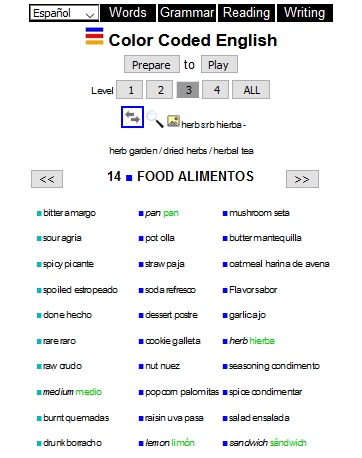 Español Words Grammar Reading Writing
Color Coded English
Prepare to Play
Level 1 2 3 4 ALL
herb s:rb hierba -
herb garden / dried herbs / herbal tea
<< 14 ■ FOOD ALIMENTOS >>
■ bitter amargo ■ pan pan ■ mushroom seta
■ sour agria ■ pot olla ■ butter mantequilla
■ spicy picante ■ straw paja ■ oatmeal harina de avena
■ spoiled estropeado ■ soda refresco ■ Flavor sabor
■ done hecho ■ dessert postre ■ garlic ajo
■ rare raro ■ cookie galleta ■ herb hierba
■ raw crudo ■ nut nuez ■ seasoning condimento
■ medium medio ■ popcorn palomitas ■ spice condimentar
■ burnt quemadas ■ raisin uva pasa ■ salad ensalada
■ drunk borracho ■ lemon limón ■ sandwich sándwich